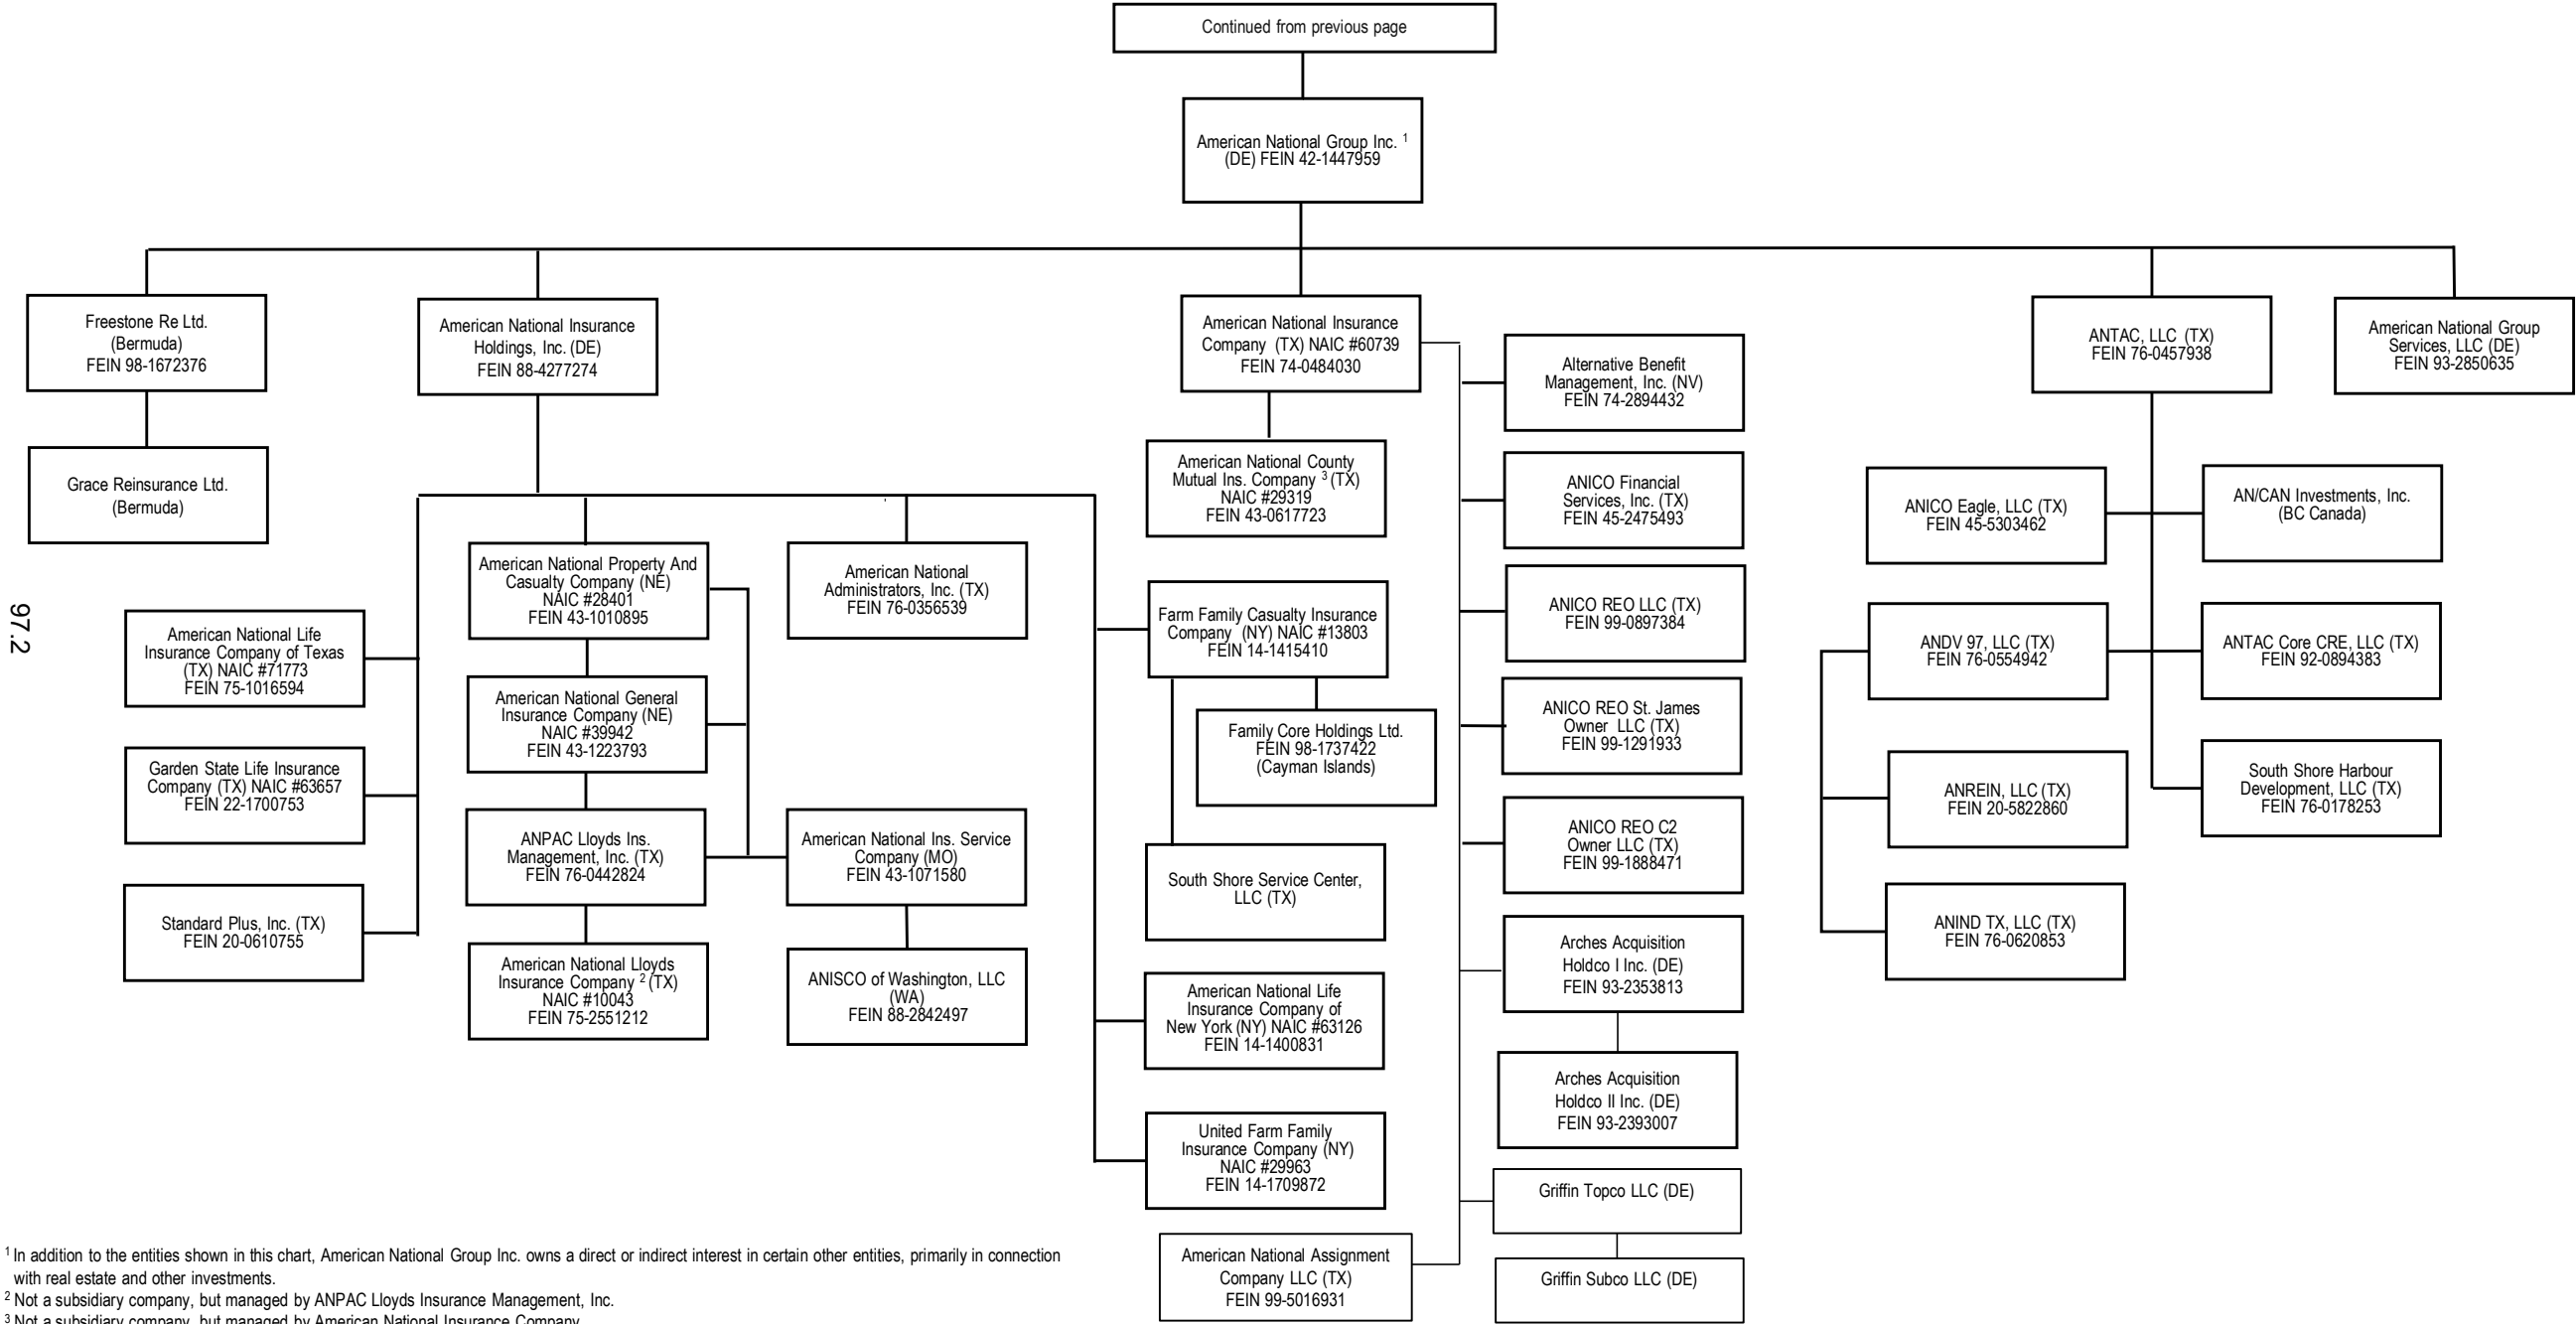 Continued from previous page
American National Group Inc. 1
(DE) FEIN 42-1447959
Freestone Re Ltd.
(Bermuda)
FEIN 98-1672376
American National Insurance
Holdings, Inc. (DE)
FEIN 88-4277274
American National Insurance
Company (TX) NAIC #60739
FEIN 74-0484030
ANTAC, LLC (TX)
FEIN 76-0457938
American National Group
Services, LLC (DE)
FEIN 93-2850635
Grace Reinsurance Ltd.
(Bermuda)
American National Life
Insurance Company of Texas
(TX) NAIC #71773
FEIN 75-1016594
Garden State Life Insurance
Company (TX) NAIC #63657
FEIN 22-1700753
Standard Plus, Inc. (TX)
FEIN 20-0610755
American National Property And
Casualty Company (NE)
NAIC #28401
FEIN 43-1010895
American National General
Insurance Company (NE)
NAIC #39942
FEIN 43-1223793
ANPAC Lloyds Ins.
Management, Inc. (TX)
FEIN 76-0442824
American National Lloyds
Insurance Company 2 (TX)
NAIC #10043
FEIN 75-2551212
American National
Administrators, Inc. (TX)
FEIN 76-0356539
American National Ins. Service
Company (MO)
FEIN 43-1071580
ANISCO of Washington, LLC
(WA)
FEIN 88-2842497
American National County
Mutual Ins. Company 3 (TX)
NAIC #29319
FEIN 43-0617723
Farm Family Casualty Insurance
Company (NY) NAIC #13803
FEIN 14-1415410
Family Core Holdings Ltd.
FEIN 98-1737422
(Cayman Islands)
South Shore Service Center,
LLC (TX)
American National Life
Insurance Company of
New York (NY) NAIC #63126
FEIN 14-1400831
United Farm Family
Insurance Company (NY)
NAIC #29963
FEIN 14-1709872
American National Assignment
Company LLC (TX)
FEIN 99-5016931
Alternative Benefit
Management, Inc. (NV)
FEIN 74-2894432
ANICO Financial
Services, Inc. (TX)
FEIN 45-2475493
ANICO REO LLC (TX)
FEIN 99-0897384
ANICO REO St. James
Owner LLC (TX)
FEIN 99-1291933
ANICO REO C2
Owner LLC (TX)
FEIN 99-1888471
Arches Acquisition
Holdco I Inc. (DE)
FEIN 93-2353813
Arches Acquisition
Holdco II Inc. (DE)
FEIN 93-2393007
Griffin Topco LLC (DE)
Griffin Subco LLC (DE)
ANICO Eagle, LLC (TX)
FEIN 45-5303462
AN/CAN Investments, Inc.
(BC Canada)
ANDV 97, LLC (TX)
FEIN 76-0554942
ANTAC Core CRE, LLC (TX)
FEIN 92-0894383
ANREIN, LLC (TX)
FEIN 20-5822860
South Shore Harbour
Development, LLC (TX)
FEIN 76-0178253
ANIND TX, LLC (TX)
FEIN 76-0620853
97.2
1 In addition to the entities shown in this chart, American National Group Inc. owns a direct or indirect interest in certain other entities, primarily in connection
with real estate and other investments.
2 Not a subsidiary company, but managed by ANPAC Lloyds Insurance Management, Inc.
3 Not a subsidiary company, but managed by American National Insurance Company